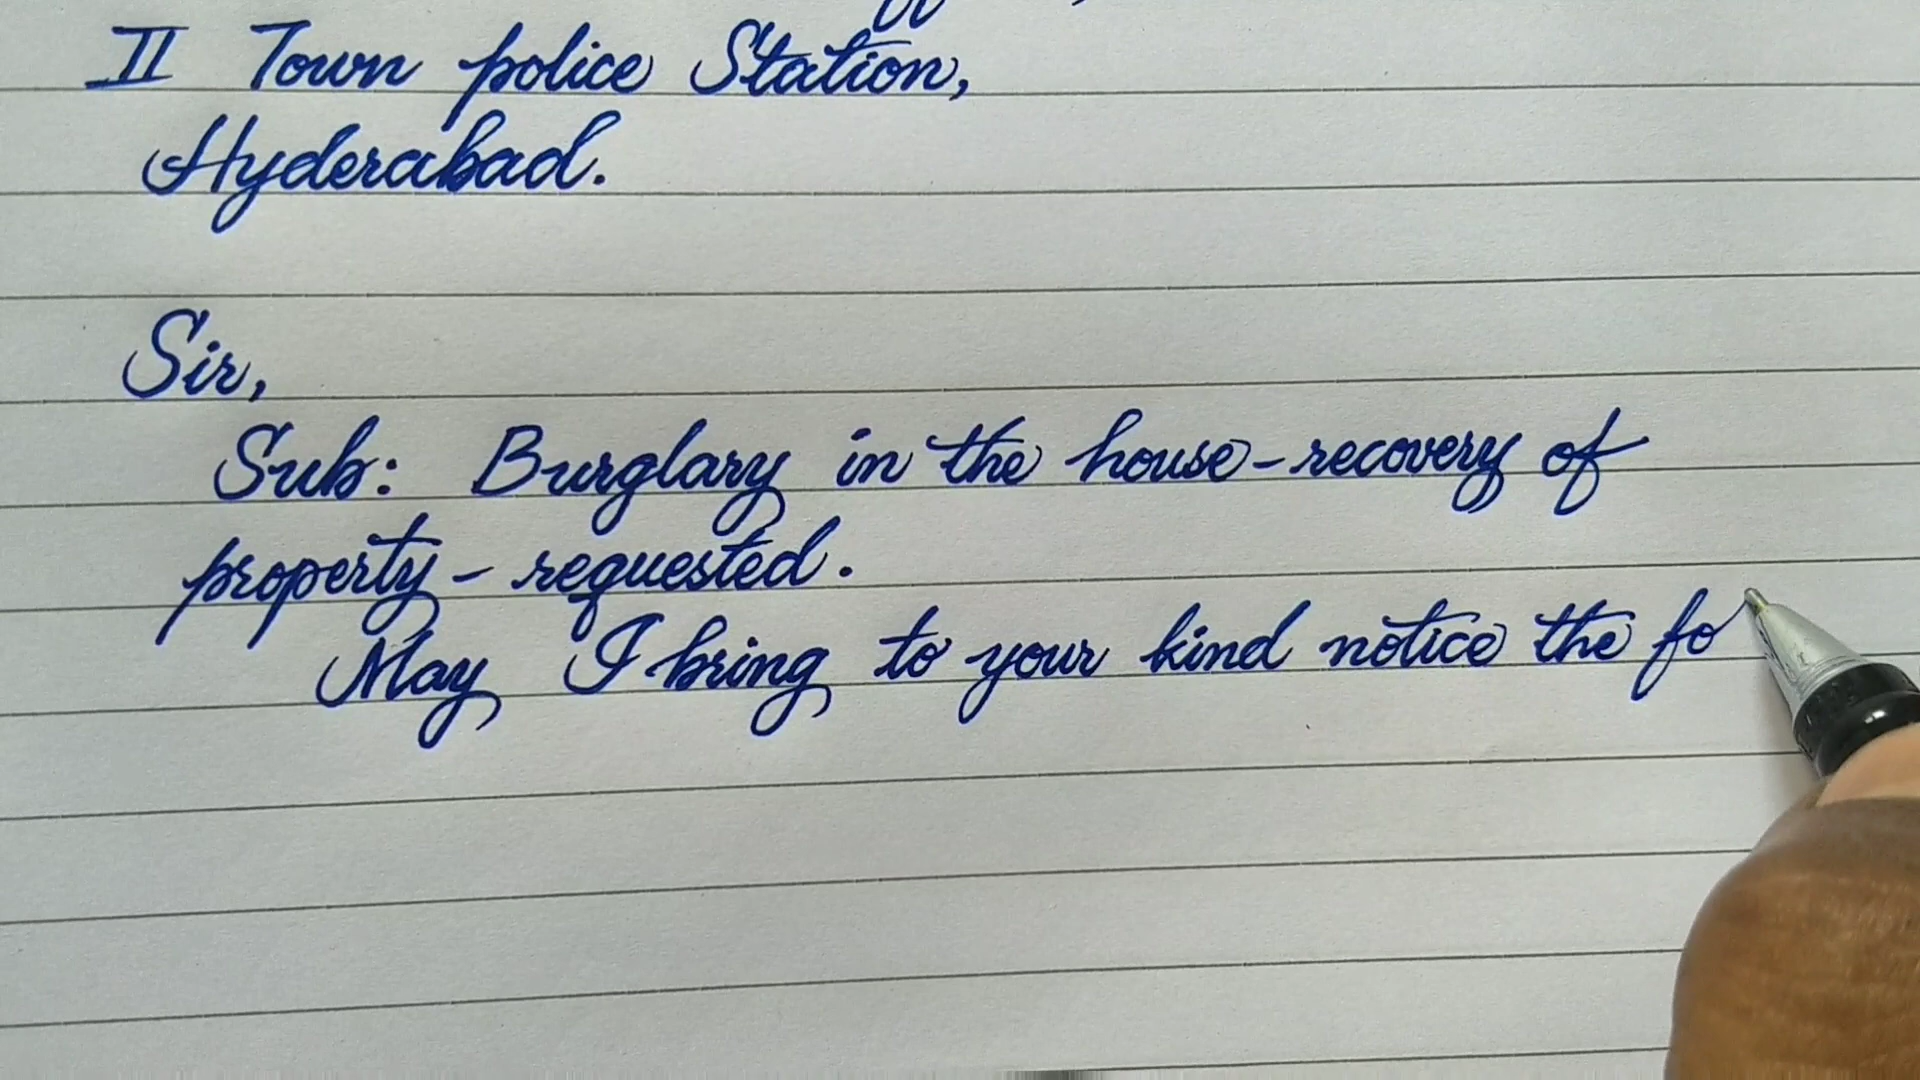 II Town police Station,
Hyderabad.
Sir,
Sub: Burglary in the house - recovery of
property - requested.
May I bring to your kind notice the fo